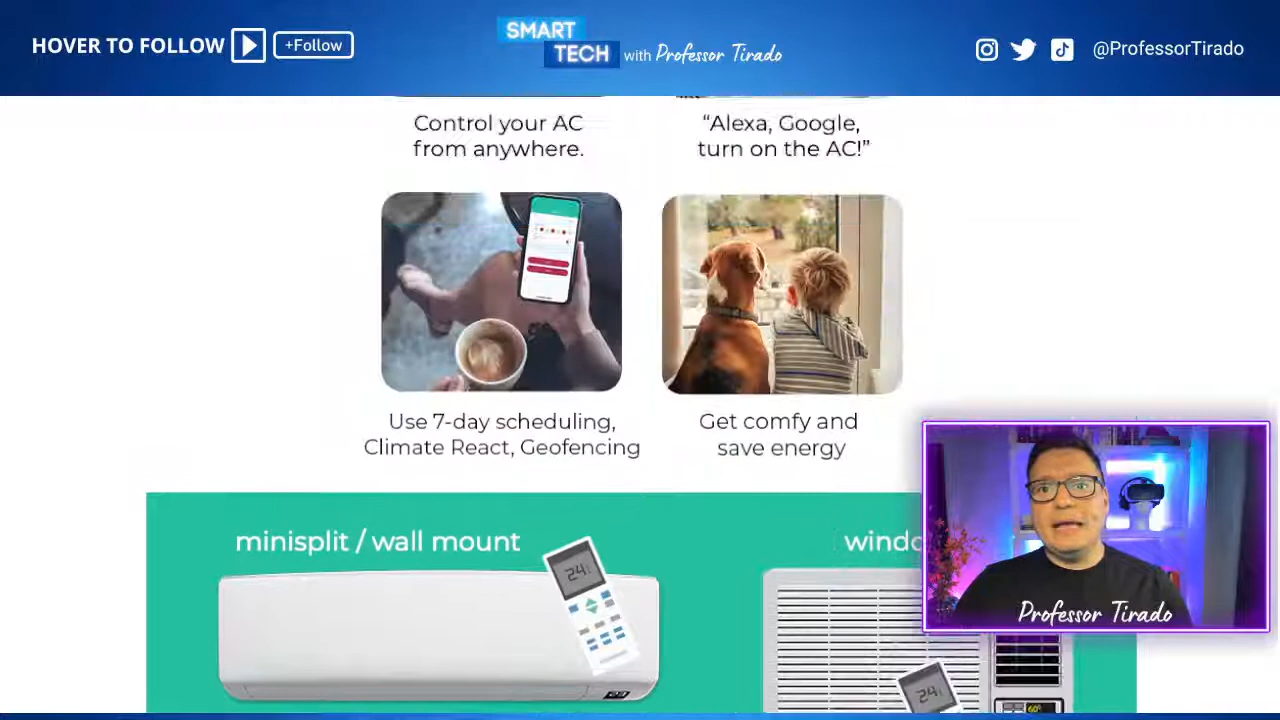 HOVER TO FOLLOW
+Follow
SMART
TECH with Professor Tirado
@ProfessorTirado
Control your AC
from anywhere.
“Alexa, Google,
turn on the AC!”
Use 7-day scheduling,
Climate React, Geofencing
Get comfy and
save energy
minisplit / wall mount
windo
24
24
60°
Professor Tirado